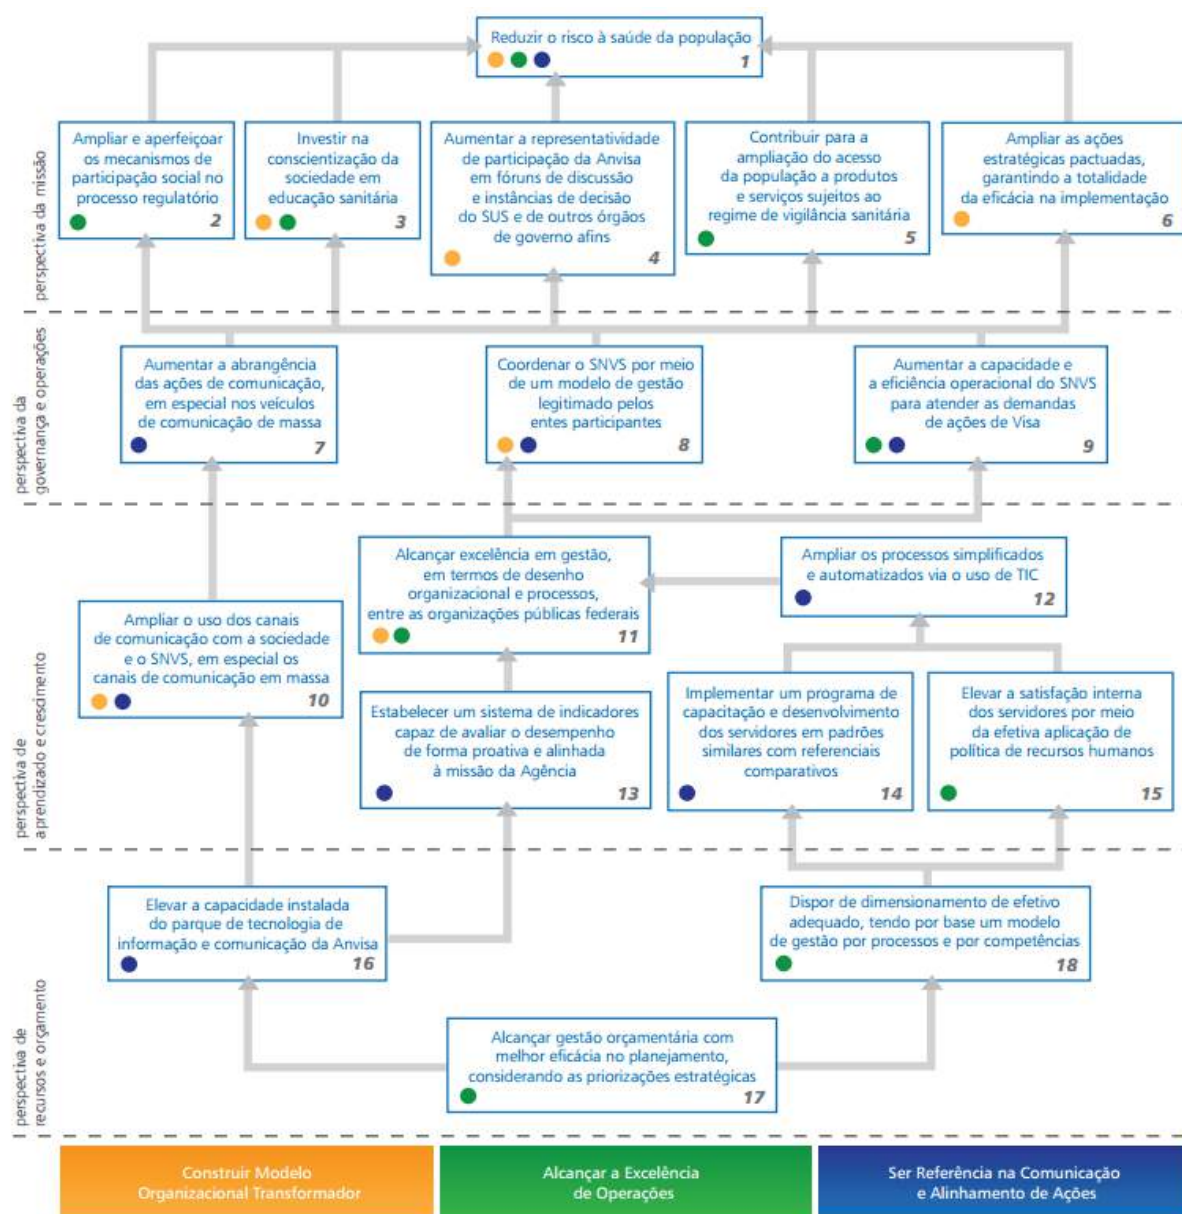 Reduzir o risco à saúde da população
1
perspectiva da missão
Ampliar e aperfeiçoar
os mecanismos de
participação social no
processo regulatório
2
Investir na
conscientização da
sociedade em
educação sanitária
3
Aumentar a representatividade
de participação da Anvisa
em fóruns de discussão
e instâncias de decisão
do SUS e de outros órgãos
de governo afins
4
Contribuir para a
ampliação do acesso
da população a produtos
e serviços sujeitos ao
regime de vigilância sanitária
5
Ampliar as ações
estratégicas pactuadas,
garantindo a totalidade
da eficácia na implementação
6
perspectiva da
governança e operações
Aumentar a abrangência
das ações de comunicação,
em especial nos veículos
de comunicação de massa
7
Coordenar o SNVS por meio
de um modelo de gestão
legitimado pelos
entes participantes
8
Aumentar a capacidade e
a eficiência operacional do SNVS
para atender as demandas
de ações de Visa
9
perspectiva de
aprendizado e crescimento
Ampliar o uso dos canais
de comunicação com a sociedade
e o SNVS, em especial os
canais de comunicação em massa
10
Alcançar excelência em gestão,
em termos de desenho
organizacional e processos,
entre as organizações públicas federais
11
Ampliar os processos simplificados
e automatizados via o uso de TIC
12
Estabelecer um sistema de indicadores
capaz de avaliar o desempenho
de forma proativa e alinhada
à missão da Agência
13
Implementar um programa de
capacitação e desenvolvimento
dos servidores em padrões
similares com referenciais
comparativos
14
Elevar a satisfação interna
dos servidores por meio
da efetiva aplicação de
política de recursos humanos
15
perspectiva de
recursos e orçamento
Elevar a capacidade instalada
do parque de tecnologia de
informação e comunicação da Anvisa
16
Dispor de dimensionamento de efetivo
adequado, tendo por base um modelo
de gestão por processos e por competências
18
Alcançar gestão orçamentária com
melhor eficácia no planejamento,
considerando as priorizações estratégicas
17
Construir Modelo
Organizacional Transformador
Alcançar a Excelência
de Operações
Ser Referência na Comunicação
e Alinhamento de Ações